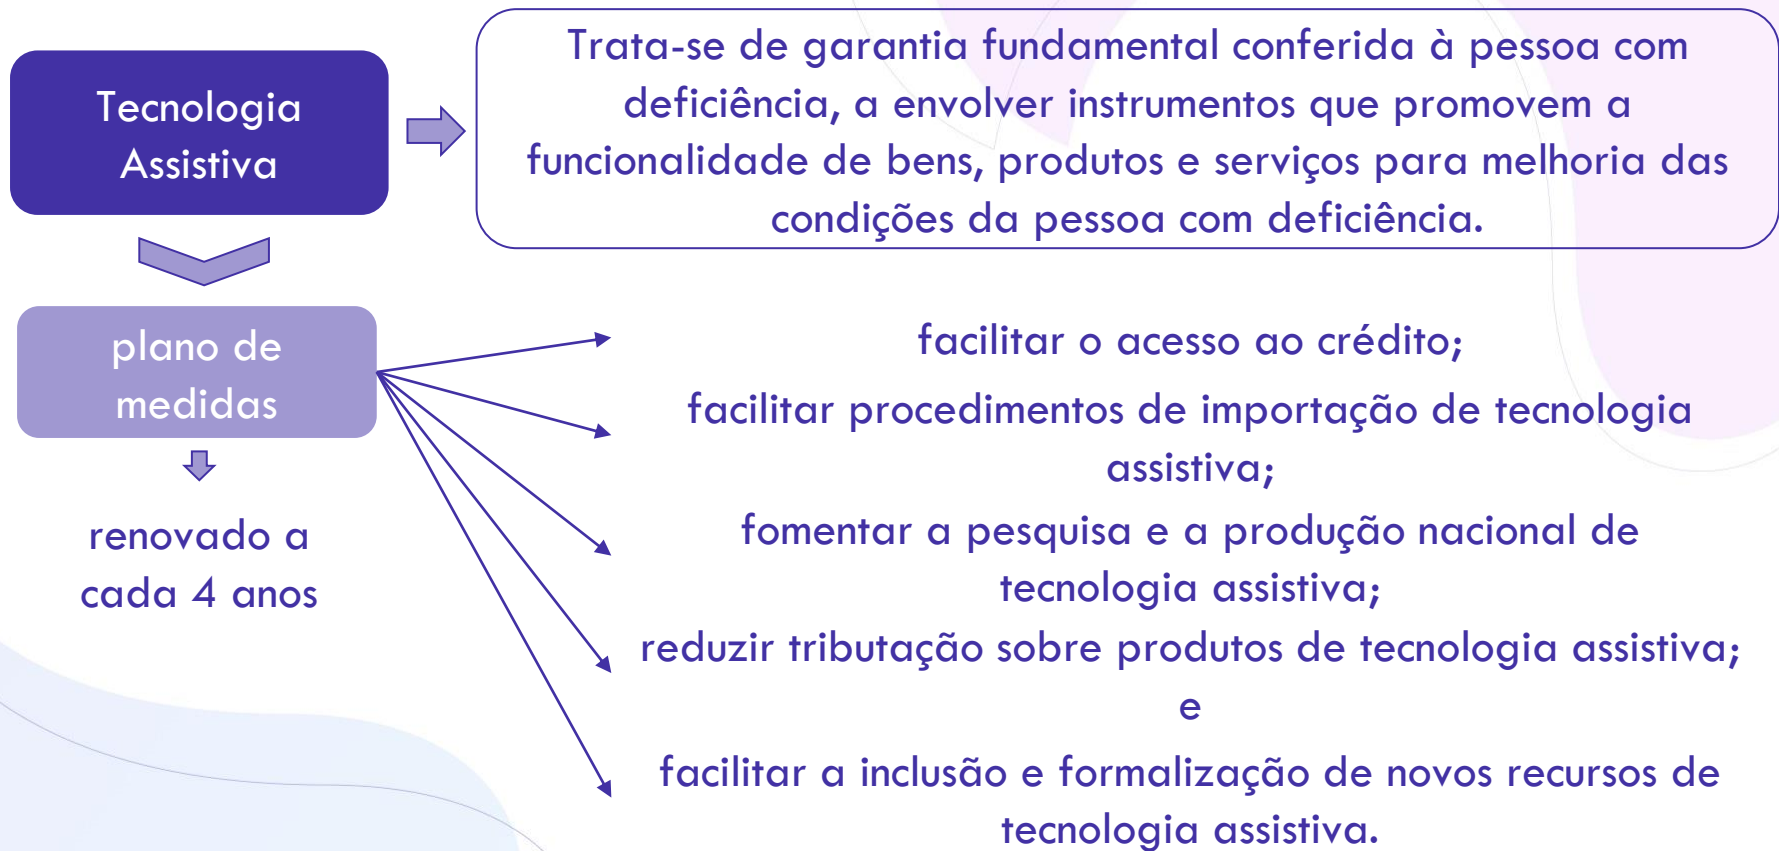 Tecnologia
Assistiva
Trata-se de garantia fundamental conferida à pessoa com
deficiência, a envolver instrumentos que promovem a
funcionalidade de bens, produtos e serviços para melhoria das
condições da pessoa com deficiência.
plano de
medidas
renovado a
cada 4 anos
facilitar o acesso ao crédito;
facilitar procedimentos de importação de tecnologia
assistiva;
fomentar a pesquisa e a produção nacional de
tecnologia assistiva;
reduzir tributação sobre produtos de tecnologia assistiva;
e
facilitar a inclusão e formalização de novos recursos de
tecnologia assistiva.